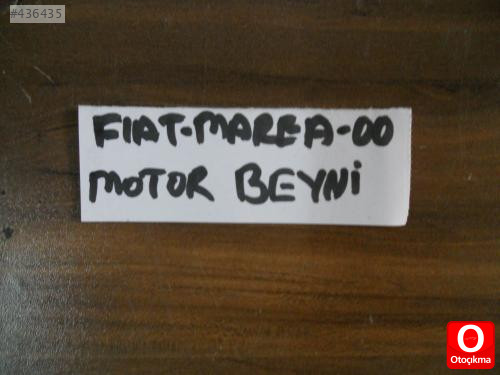 #436435
FIAT-MAREA-00
MOTOR BEYNi
O
Otoçıkma